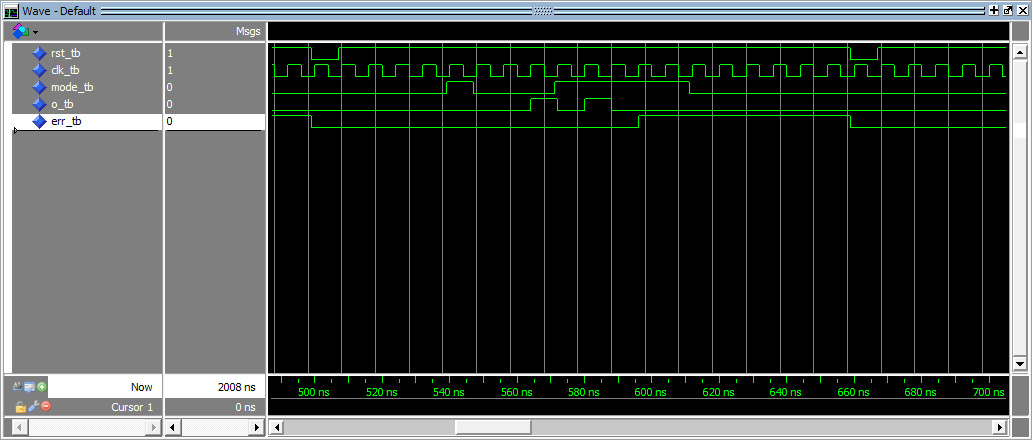 Wave - Default
Msgs
rst_tb 1
clk_tb 1
mode_tb 0
o_tb 0
err_tb 0
Now 2008 ns 500 ns 520 ns 540 ns 560 ns 580 ns 600 ns 620 ns 640 ns 660 ns 680 ns 700 ns
Cursor 1 0 ns